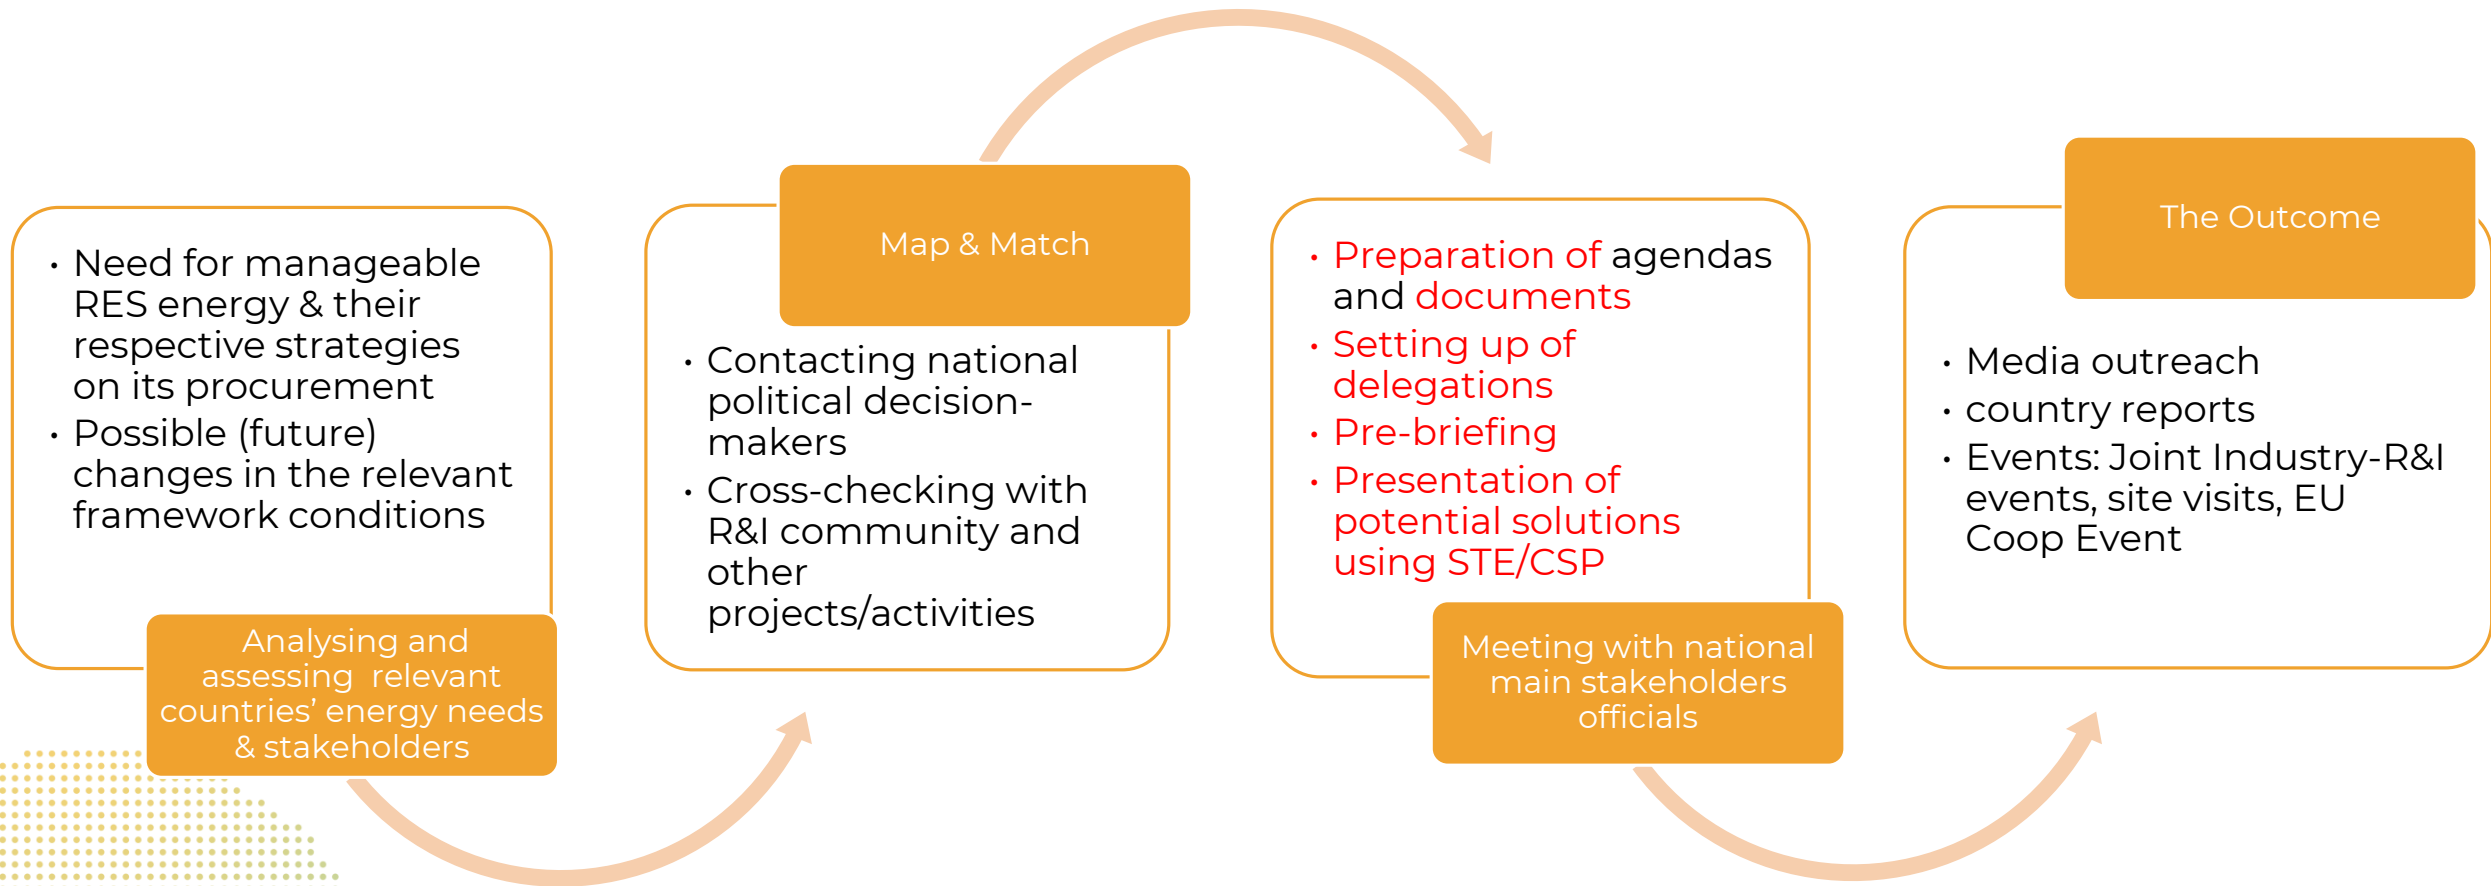 · Need for manageable
RES energy & their
respective strategies
on its procurement
· Possible (future)
changes in the relevant
framework conditions
Analysing and
assessing  relevant
countries’ energy needs
& stakeholders
Map & Match
· Contacting national
political decision-
makers
· Cross-checking with
R&I community and
other
projects/activities
· Preparation of agendas
and documents
· Setting up of
delegations
· Pre-briefing
· Presentation of
potential solutions
using STE/CSP
Meeting with national
main stakeholders
officials
The Outcome
· Media outreach
· country reports
· Events: Joint Industry-R&I
events, site visits, EU
Coop Event